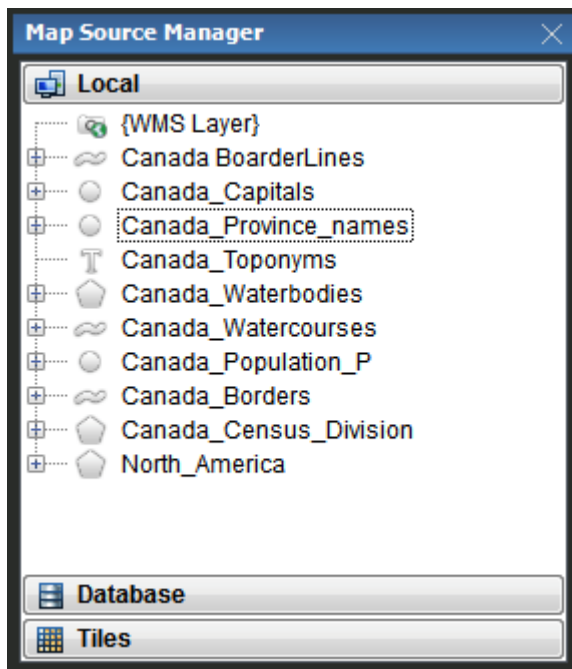 Map Source Manager
Local
{WMS Layer}
Canada BoarderLines
Canada_Capitals
Canada_Province_names
Canada_Toponyms
Canada_Waterbodies
Canada_Watercourses
Canada_Population_P
Canada_Borders
Canada_Census_Division
North_America
Database
Tiles